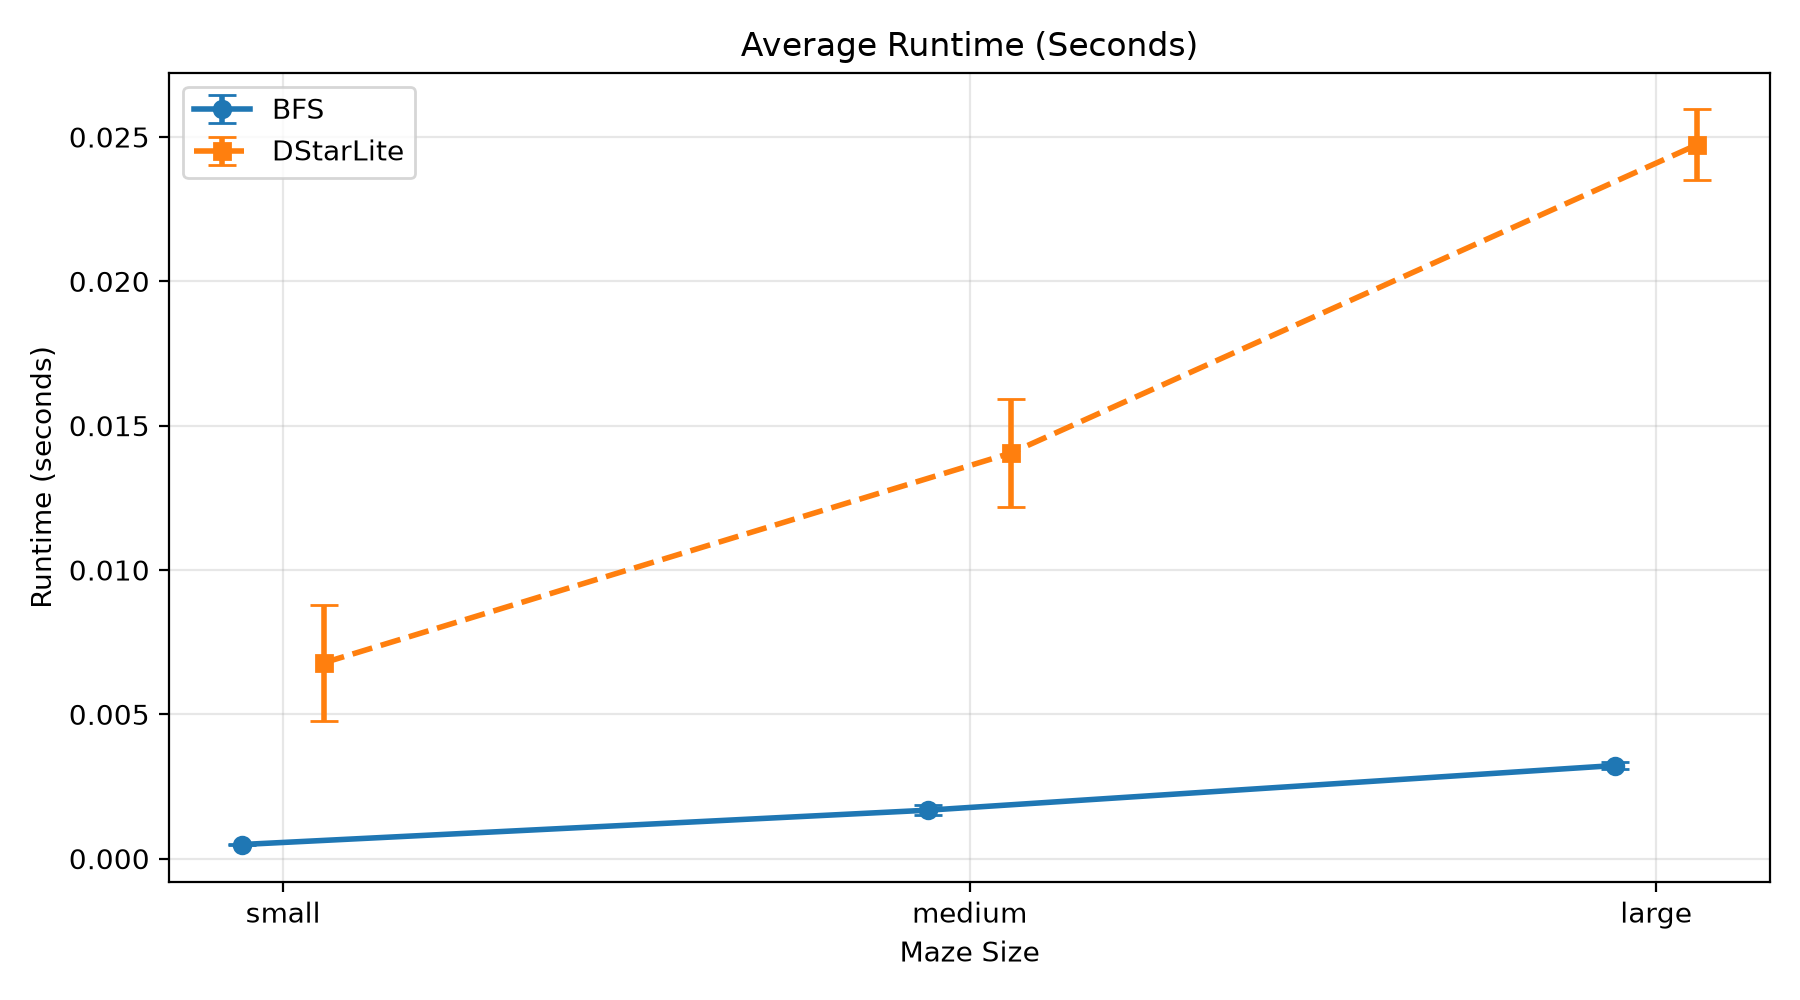 Average Runtime (Seconds)
BFS
DStarLite
0.025
0.020
0.015
0.010
0.005
0.000
Runtime (seconds)
small medium large
Maze Size